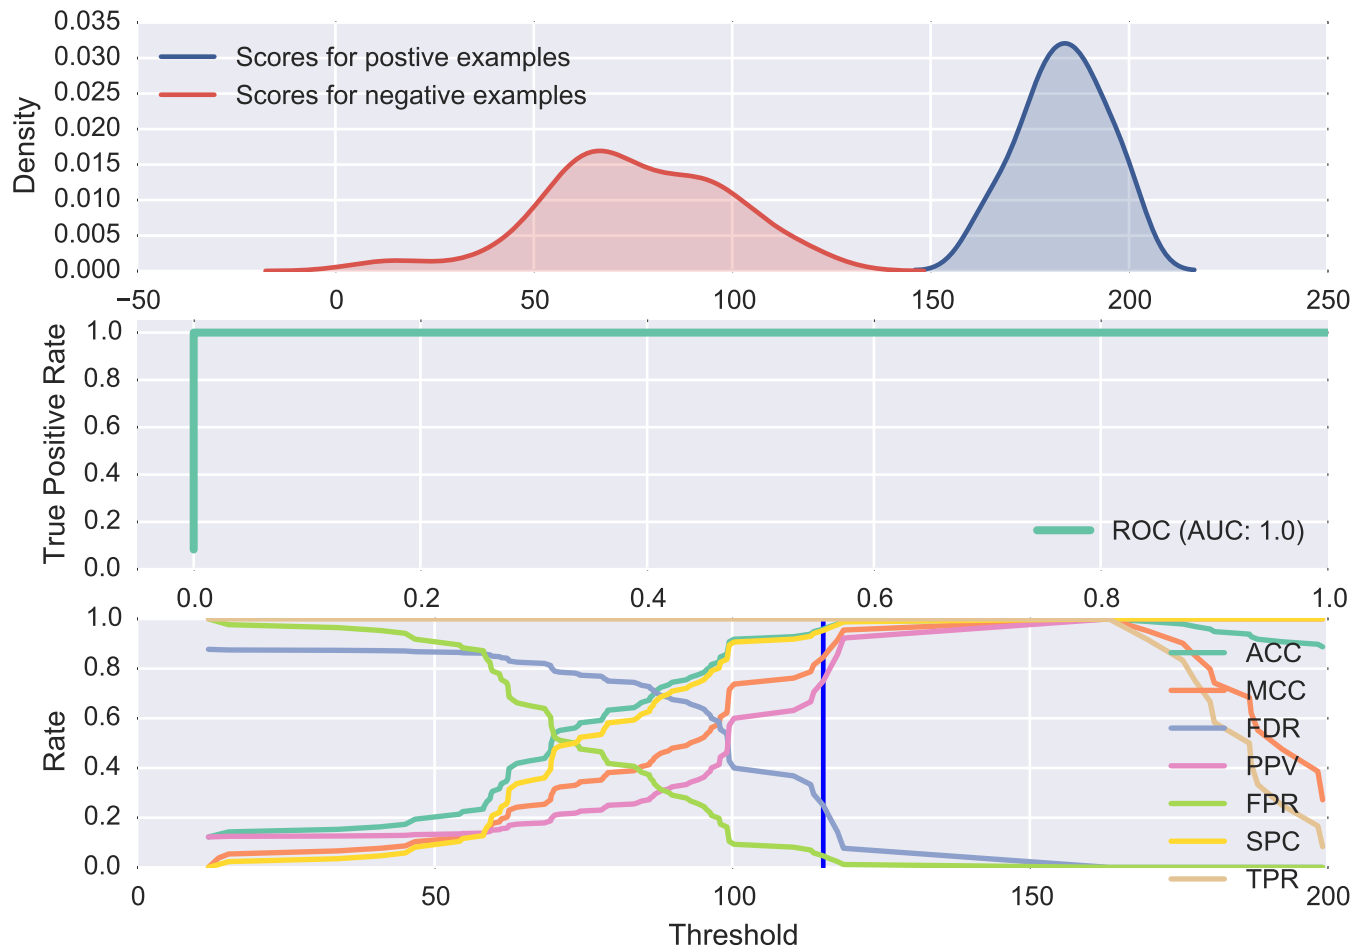 0.035
0.030
0.025
0.020
0.015
0.010
0.005
0.000
Density
Scores for postive examples
Scores for negative examples
−50 0 50 100 150 200 250
1.0
0.8
0.6
0.4
0.2
0.0
True Positive Rate
ROC (AUC: 1.0)
0.0 0.2 0.4 0.6 0.8 1.0
1.0
0.8
0.6
0.4
0.2
0.0
Rate
ACC
MCC
FDR
PPV
FPR
SPC
TPR
0 50 100 150 200
Threshold